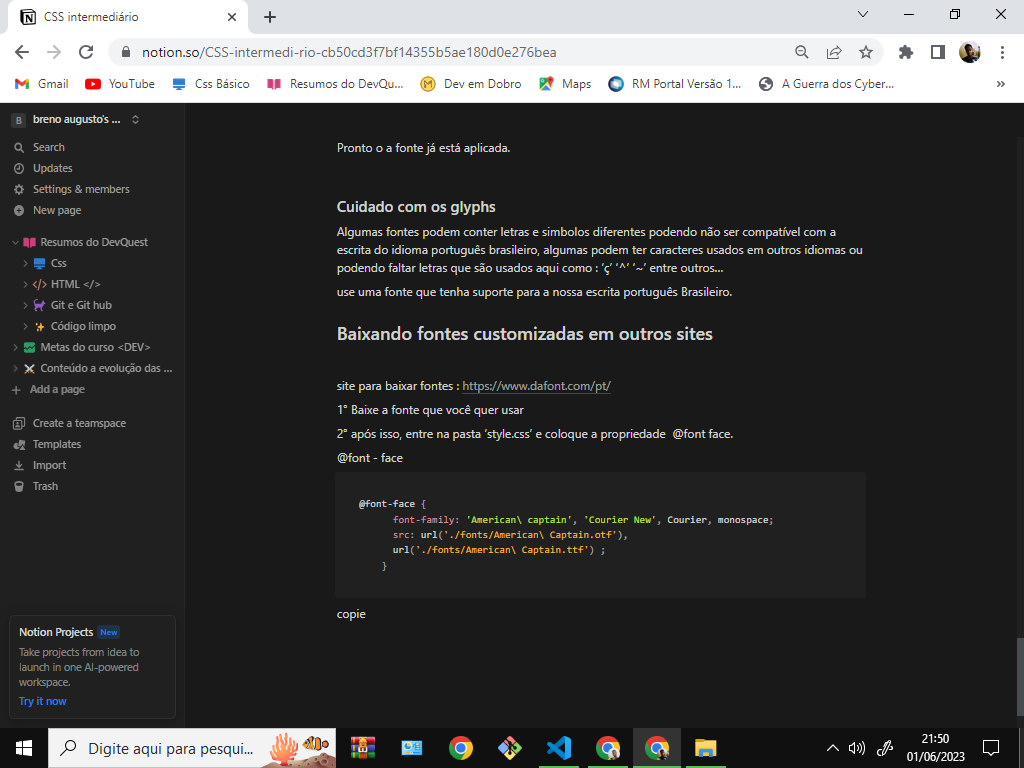 CSS intermediário
notion.so/CSS-intermedi-rio-cb50cd3f7bf14355b5ae180d0e276bea
Gmail YouTube Css Básico Resumos do DevQu... Dev em Dobro Maps RM Portal Versão 1... A Guerra dos Cyber... »
B breno augusto's ...
Search
Updates
Settings & members
New page
Resumos do DevQuest
Css
HTML </>
Git e Git hub
Código limpo
Metas do curso <DEV>
Conteúdo a evolução das ...
Add a page
Create a teamspace
Templates
Import
Trash
Notion Projects New
Take projects from idea to
launch in one AI-powered
workspace.
Try it now
Pronto o a fonte já está aplicada.
Cuidado com os glyphs
Algumas fontes podem conter letras e simbolos diferentes podendo não ser compatível com a
escrita do idioma português brasileiro, algumas podem ter caracteres usados em outros idiomas ou
podendo faltar letras que são usados aqui como : ‘ç’ ‘^’ ‘~’ entre outros...
use uma fonte que tenha suporte para a nossa escrita português Brasileiro.
Baixando fontes customizadas em outros sites
site para baixar fontes : https://www.dafont.com/pt/
1° Baixe a fonte que você quer usar
2° após isso, entre na pasta ‘style.css’ e coloque a propriedade @font face.
@font - face
@font-face {
font-family: 'American\ captain', 'Courier New', Courier, monospace;
src: url('./fonts/American\ Captain.otf'),
url('./fonts/American\ Captain.ttf') ;
}
copie
Digite aqui para pesqui...
21:50
01/06/2023